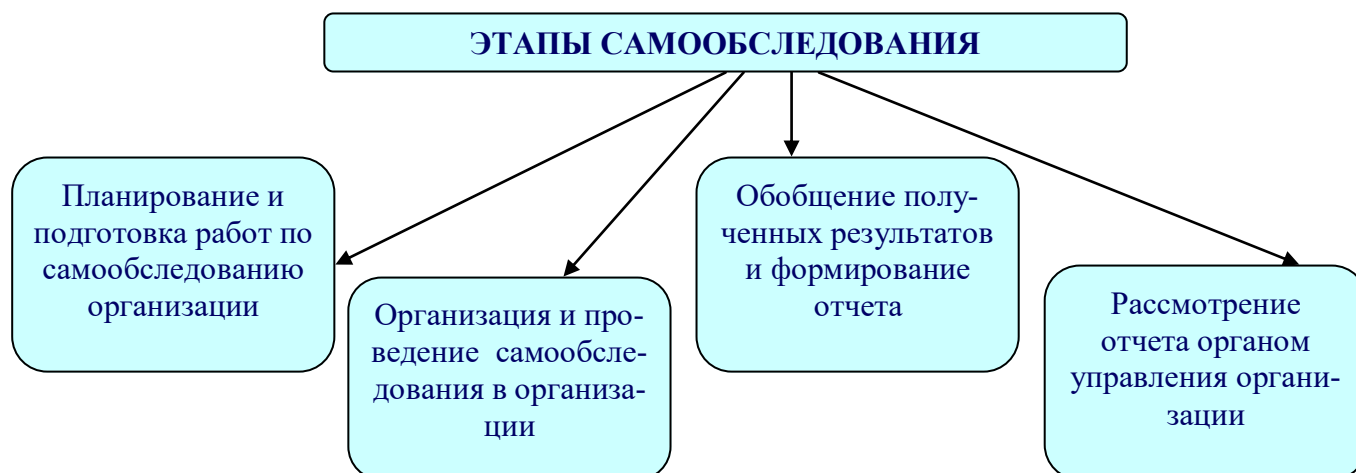 ЭТАПЫ САМООБСЛЕДОВАНИЯ
Планирование и
подготовка работ по
самообследованию
организации
Организация и про-
ведение самообсле-
дования в организа-
ции
Обобщение полу-
ченных результатов
и формирование
отчета
Рассмотрение
отчета органом
управления органи-
зации